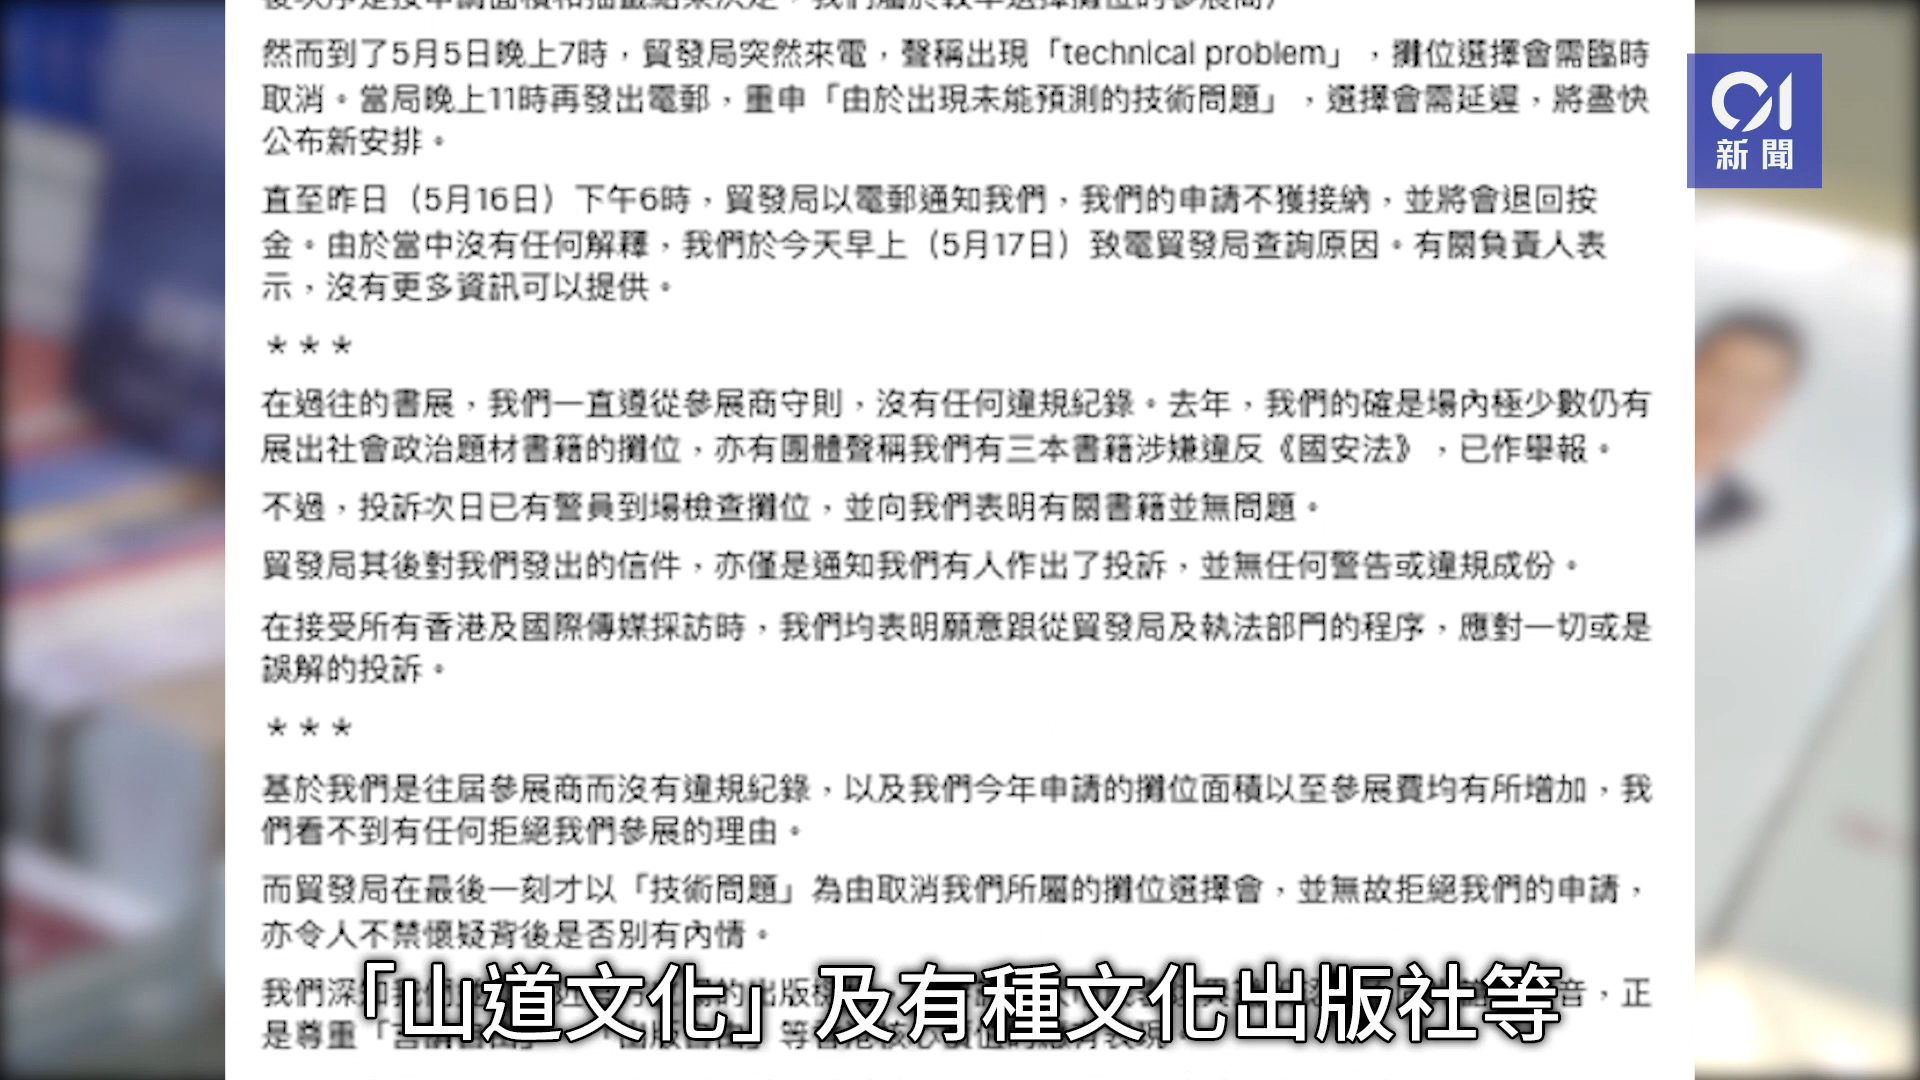 然而到了5月5日晚上7時，貿發局突然來電，聲稱出現「technical problem」，攤位選擇會需臨時
取消。當局晚上11時再發出電郵，重申「由於出現未能預測的技術問題」，選擇會需延遲，將盡快
公布新安排。
直至昨日（5月16日）下午6時，貿發局以電郵通知我們，我們的申請不獲接納，並將會退回按
金。由於當中沒有任何解釋，我們於今天早上（5月17日）致電貿發局查詢原因。有關負責人表
示，沒有更多資訊可以提供。
＊＊＊
在過往的書展，我們一直遵從參展商守則，沒有任何違規紀錄。去年，我們的確是場內極少數仍有
展出社會政治題材書籍的攤位，亦有團體聲稱我們有三本書籍涉嫌違反《國安法》，已作舉報。
不過，投訴次日已有警員到場檢查攤位，並向我們表明有關書籍並無問題。
貿發局其後對我們發出的信件，亦僅是通知我們有人作出了投訴，並無任何警告或違規成份。
在接受所有香港及國際傳媒採訪時，我們均表明願意跟從貿發局及執法部門的程序，應對一切或是
誤解的投訴。
＊＊＊
基於我們是往屆參展商而沒有違規紀錄，以及我們今年申請的攤位面積以至參展費均有所增加，我
們看不到有任何拒絕我們參展的理由。
而貿發局在最後一刻才以「技術問題」為由取消我們所屬的攤位選擇會，並無故拒絕我們的申請，
亦令人不禁懷疑背後是否別有內情。
我們深知
音，正
是尊重
「山道文化」及有種文化出版社等
01
新聞